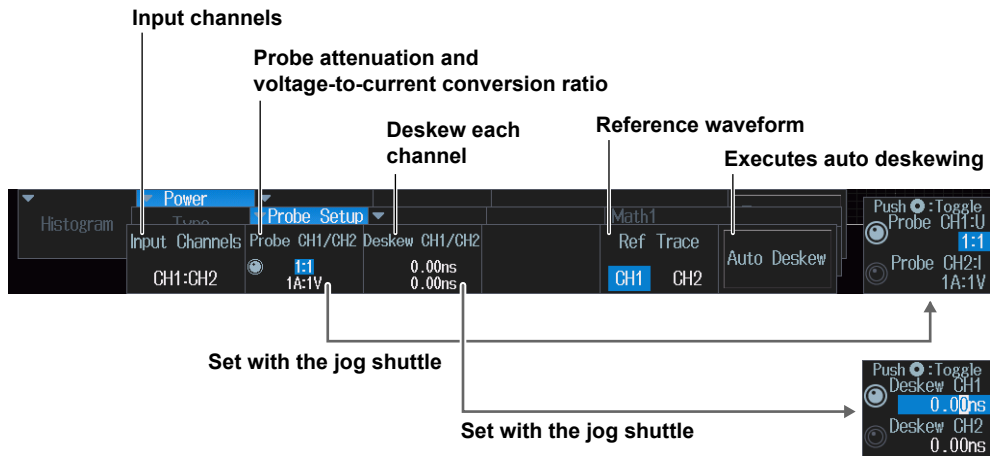 Input channels
Probe attenuation and
voltage-to-current conversion ratio
Deskew each
channel
Reference waveform
Executes auto deskewing
Power
Histogram
Type
Probe Setup
Math1
Input Channels
CH1:CH2
Probe CH1/CH2
1:1
1A:1V
Deskew CH1/CH2
0.00ns
0.00ns
Ref Trace
CH1 CH2
Auto Deskew
Push :Toggle
Probe CH1:U
1:1
Probe CH2:I
1A:1V
Set with the jog shuttle
Push :Toggle
Deskew CH1
0.00ns
Deskew CH2
0.00ns
Set with the jog shuttle